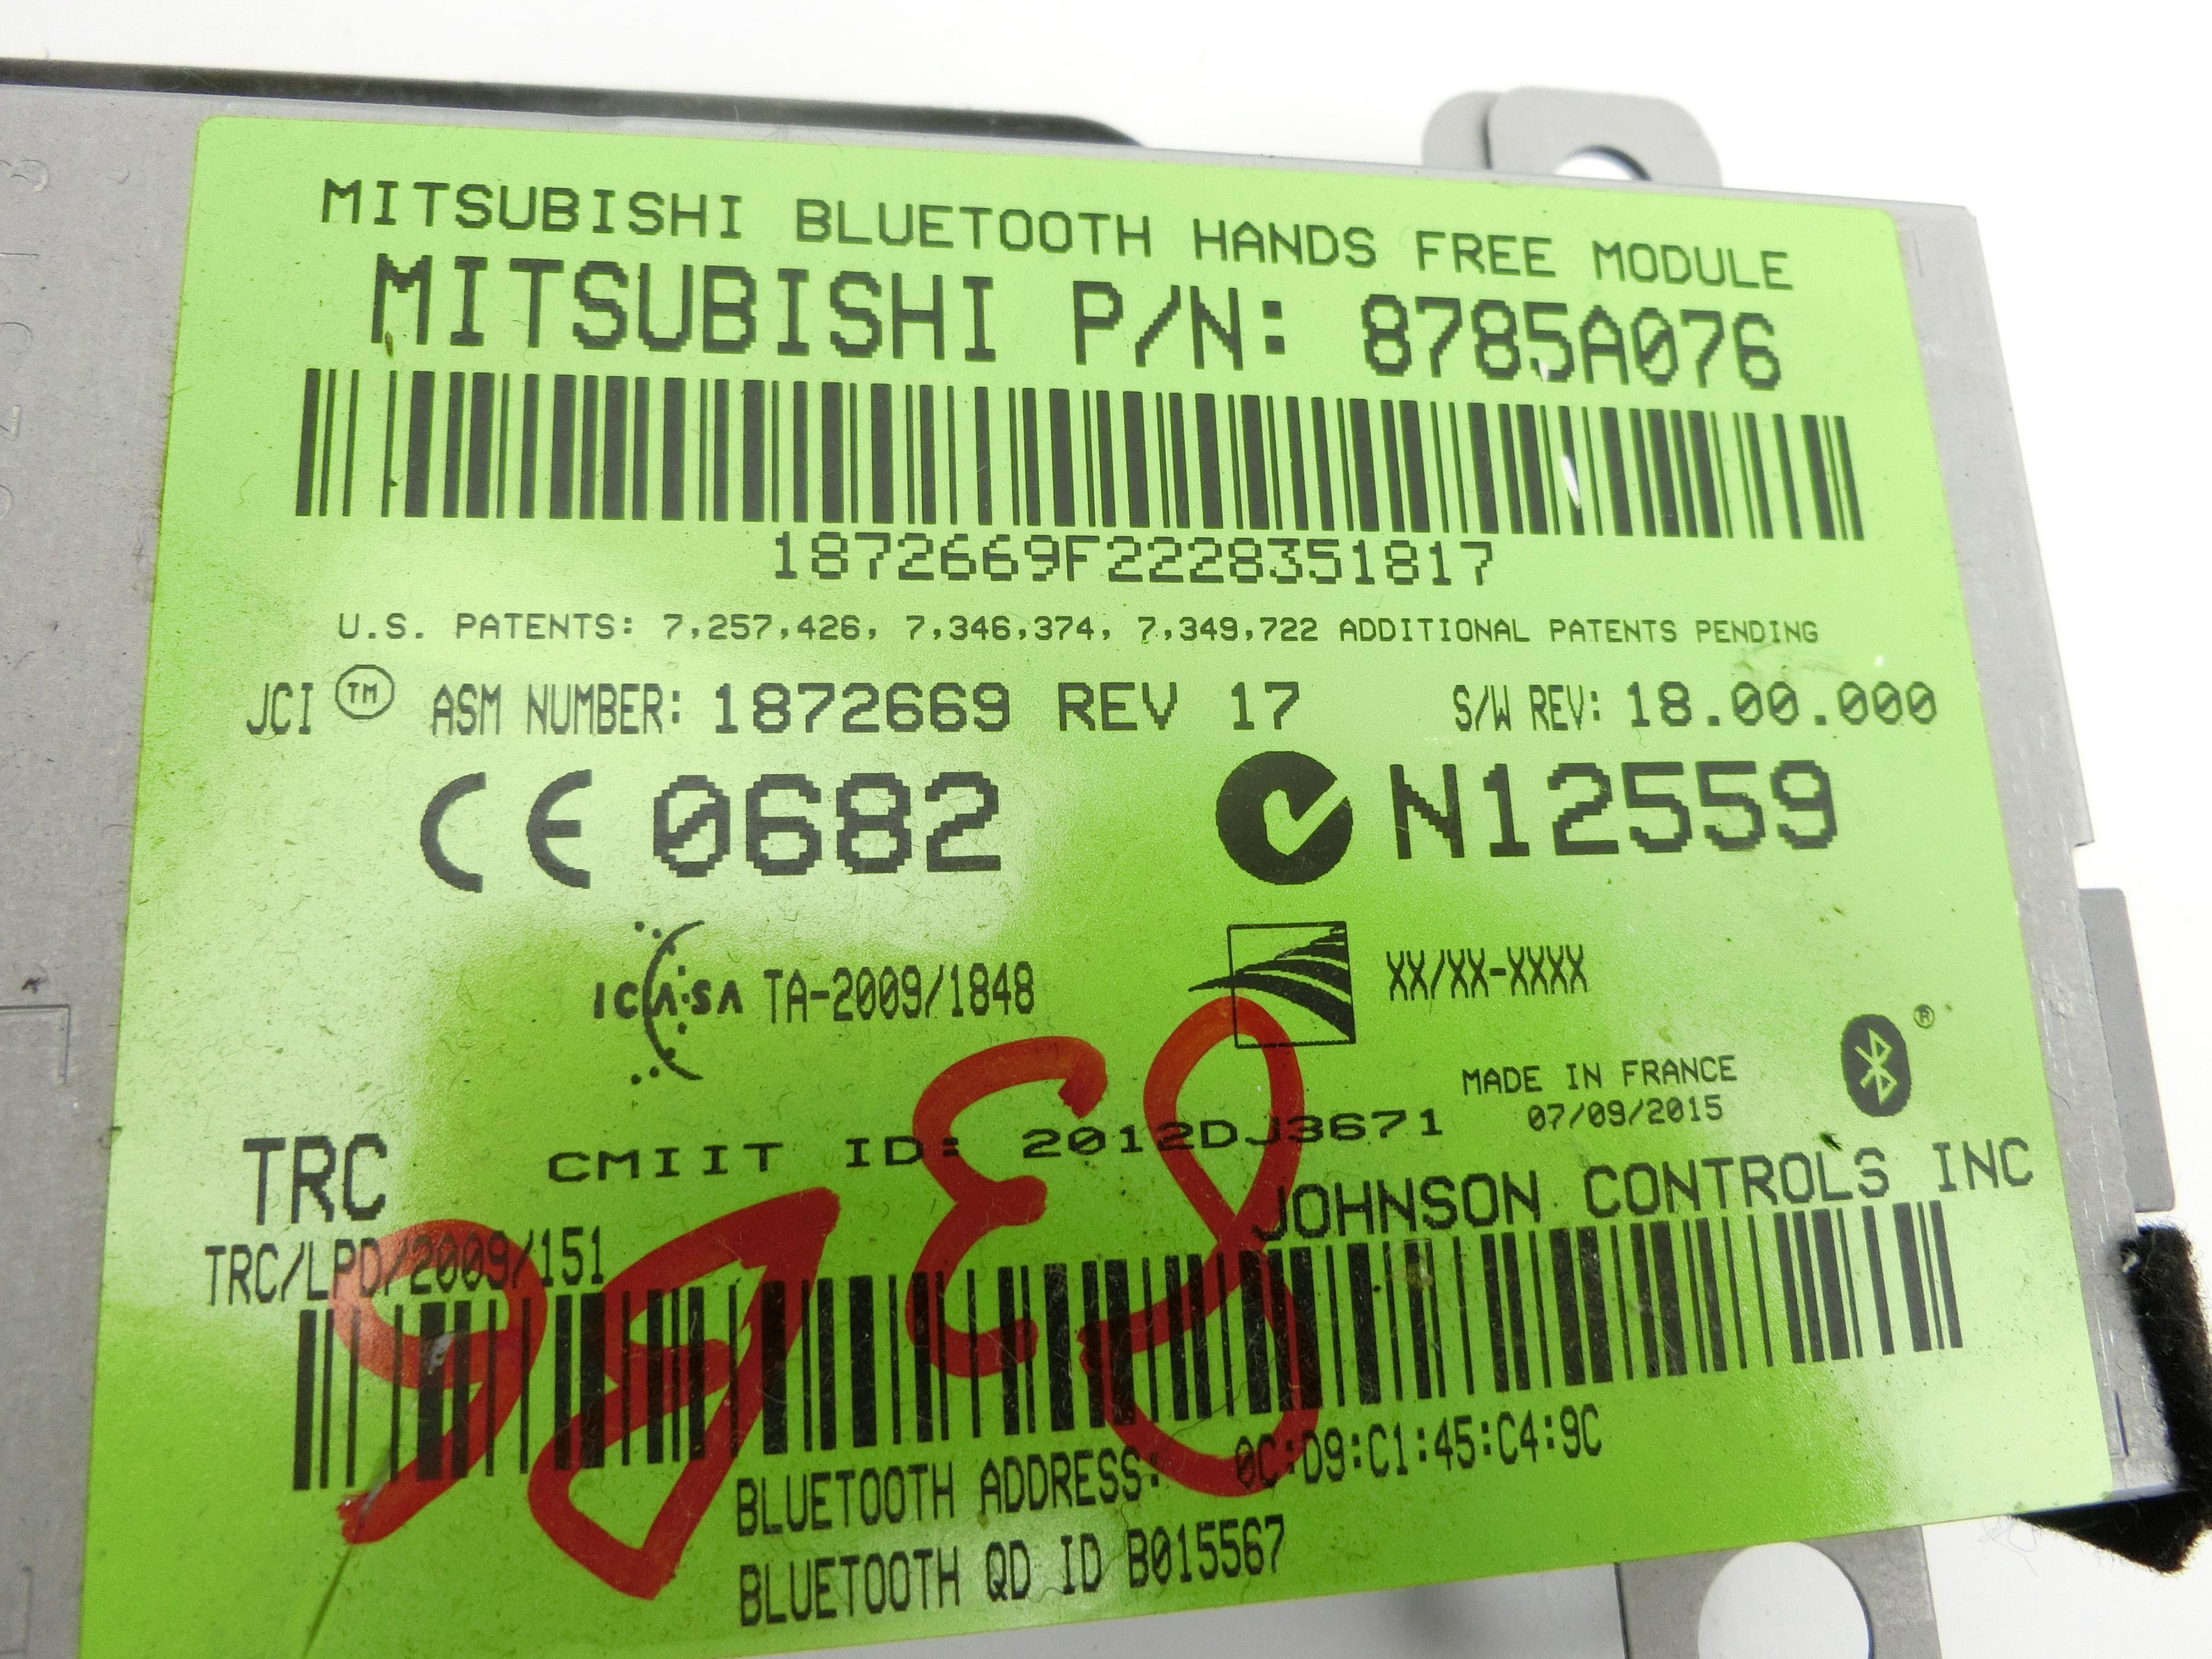 MITSUBISHI BLUETOOTH HANDS FREE MODULE
MITSUBISHI P/N: 8785A076
1872669F2228351817
U.S. PATENTS: 7,257,426, 7,346,374, 7,349,722 ADDITIONAL PATENTS PENDING
JCI TM ASM NUMBER: 1872669 REV 17 S/W REV: 18.00.000
CE 0682 N12559
ICASA TA-2009/1848 XX/XX-XXXX
MADE IN FRANCE
07/09/2015
TRC CMIIT ID: 2012DJ3671
JOHNSON CONTROLS INC
TRC/LPD/2009/151
BLUETOOTH ADDRESS: 0C:D9:C1:45:C4:9C
BLUETOOTH QD ID B015567